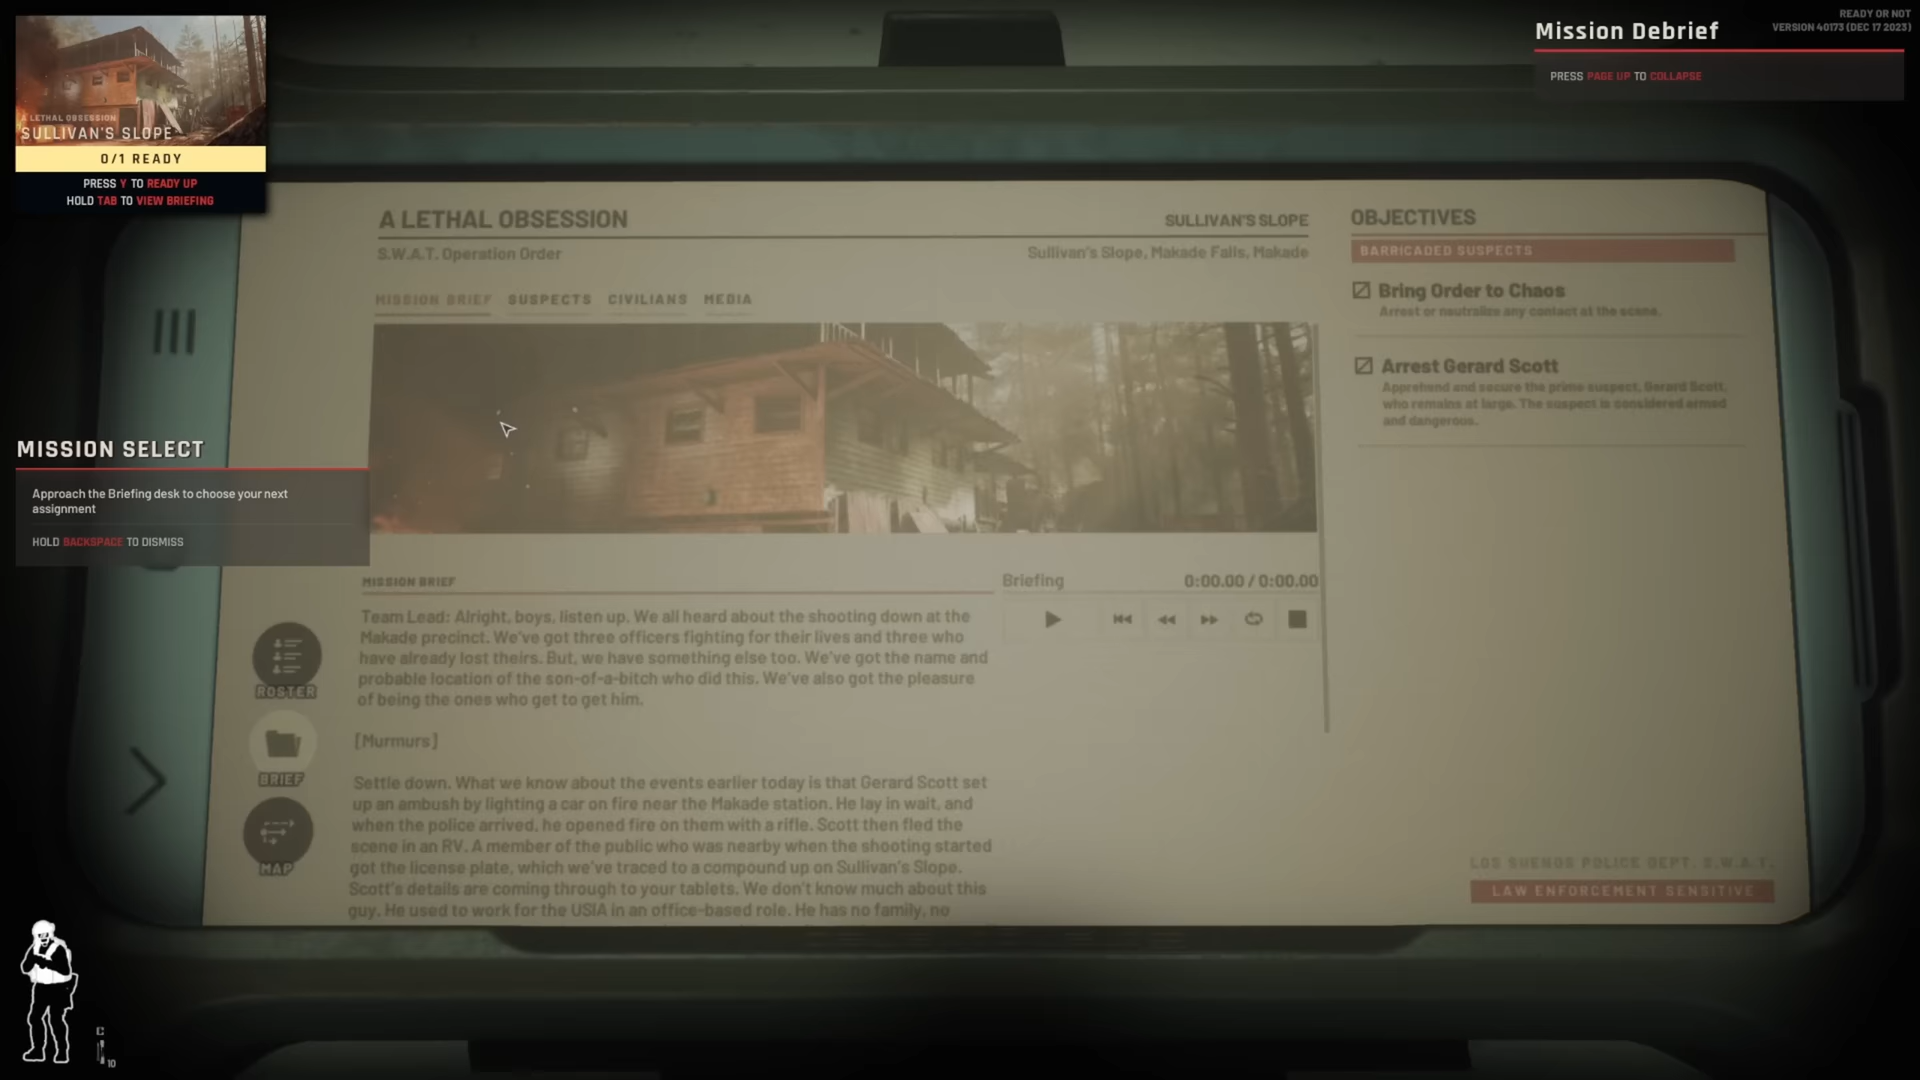 A LETHAL OBSESSION
SULLIVAN'S SLOPE
0/1 READY
PRESS Y TO READY UP
HOLD TAB TO VIEW BRIEFING
Mission Debrief
READY OR NOT
VERSION 40173 (DEC 17 2023)
PRESS PAGE UP TO COLLAPSE
MISSION SELECT
Approach the Briefing desk to choose your next
assignment
HOLD BACKSPACE TO DISMISS
A LETHAL OBSESSION
SULLIVAN'S SLOPE
S.W.A.T. Operation Order
Sullivan's Slope, Makade Falls, Makade
MISSION BRIEF SUSPECTS CIVILIANS MEDIA
MISSION BRIEF
Briefing 0:00.00 / 0:00.00
Team Lead: Alright, boys, listen up. We all heard about the shooting down at the
Makade precinct. We've got three officers fighting for their lives and three who
have already lost theirs. But, we have something else too. We've got the name and
probable location of the son-of-a-bitch who did this. We've also got the pleasure
of being the ones who get to get him.
[Murmurs]
Settle down. What we know about the events earlier today is that Gerard Scott set
up an ambush by lighting a car on fire near the Makade station. He lay in wait, and
when the police arrived, he opened fire on them with a rifle. Scott then fled the
scene in an RV. A member of the public who was nearby when the shooting started
got the license plate, which we've traced to a compound up on Sullivan's Slope.
Scott's details are coming through to your tablets. We don't know much about this
guy. He used to work for the USIA in an office-based role. He has no family, no
ROSTER
BRIEF
MAP
OBJECTIVES
BARRICADED SUSPECTS
Bring Order to Chaos
Arrest or neutralize any contact at the scene.
Arrest Gerard Scott
Apprehend and secure the prime suspect, Gerard Scott,
who remains at large. The suspect is considered armed
and dangerous.
LOS SUENOS POLICE DEPT. S.W.A.T.
LAW ENFORCEMENT SENSITIVE
10